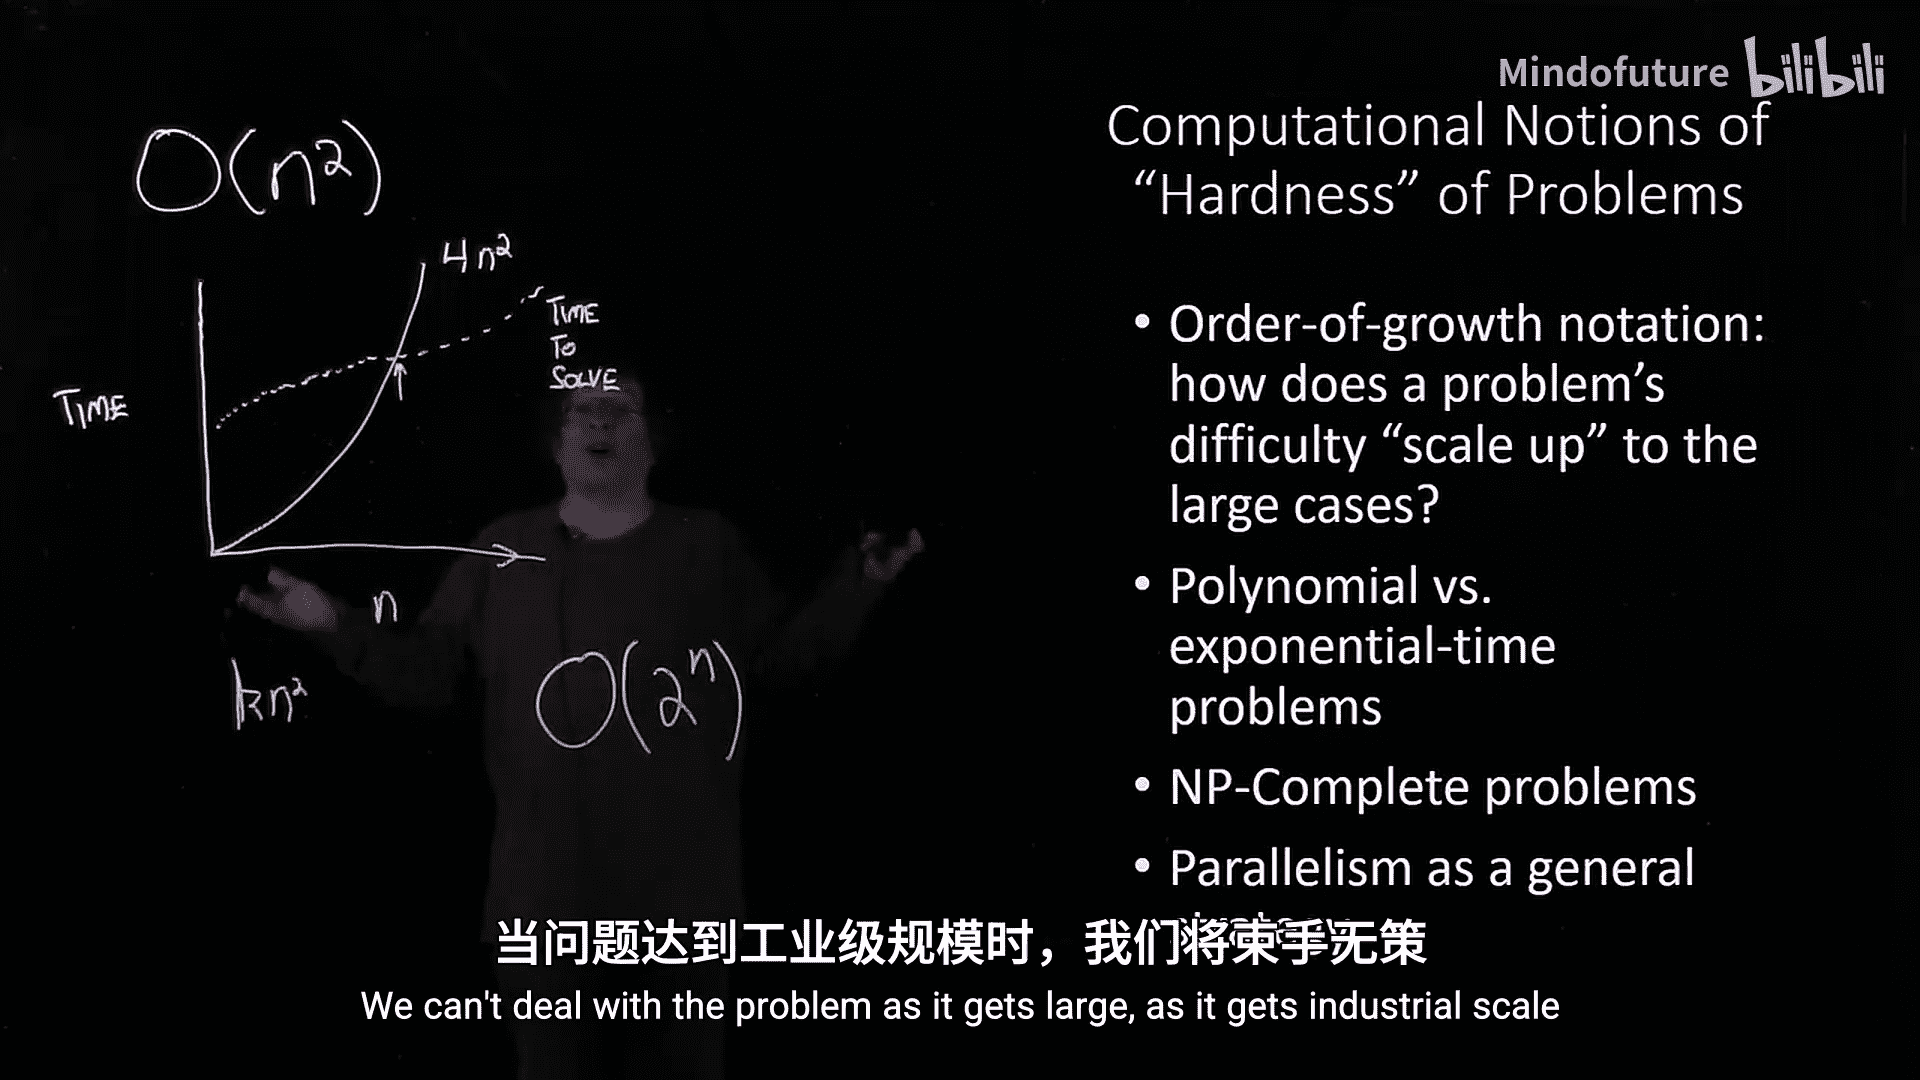 Mindofuture bilibili
Computational Notions of
“Hardness” of Problems
O(n²)
4n²
TIME
TO
SOLVE
TIME
n
kn²
O(2ⁿ)
• Order-of-growth notation:
how does a problem’s
difficulty “scale up” to the
large cases?
• Polynomial vs.
exponential-time
problems
• NP-Complete problems
• Parallelism as a general
当问题达到工业级规模时，我们将束手无策
We can't deal with the problem as it gets large, as it gets industrial scale